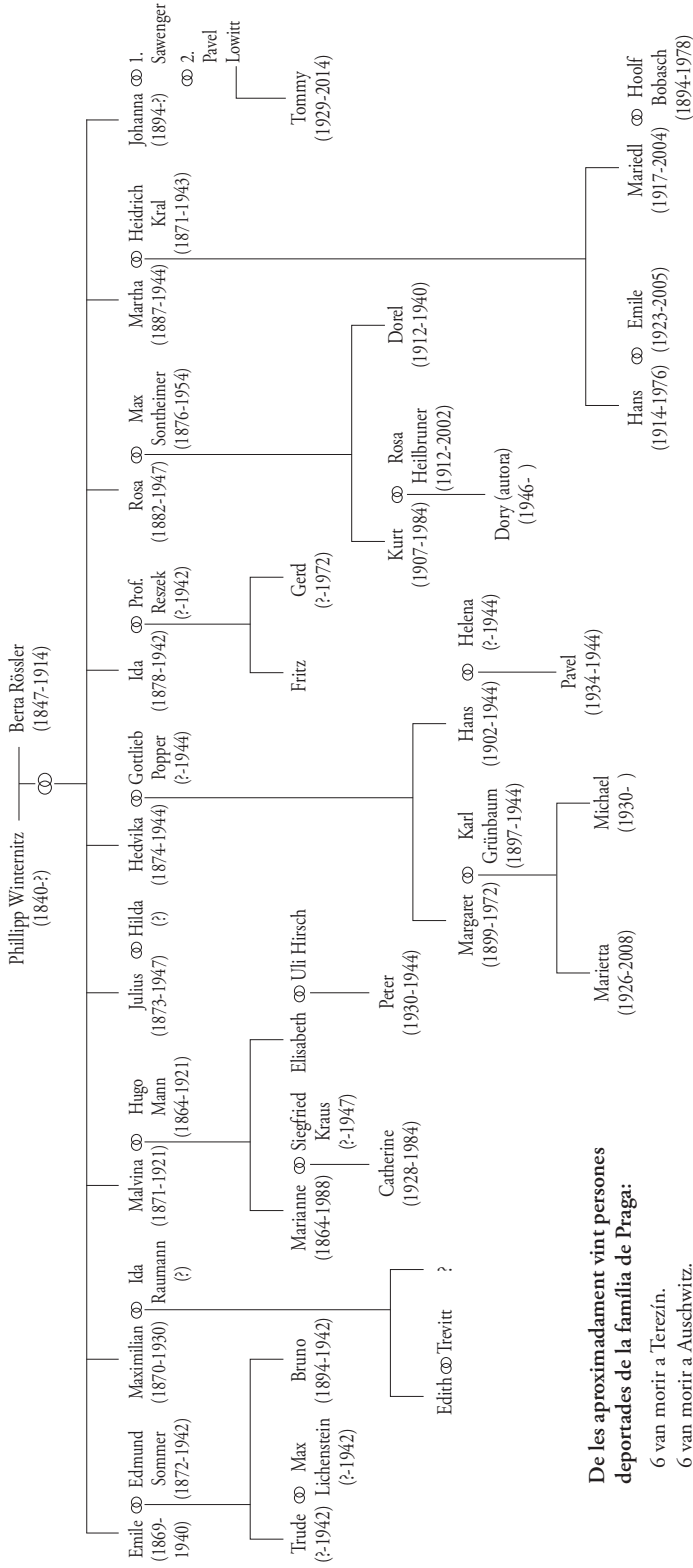 Phillipp Winternitz
(1840-?)
Berta Rössler
(1847-1914)
Emile
(1869-
1940)
Edmund
Sommer
(1872-1942)
Maximilian
(1870-1930)
Ida
Raumann
(?)
Malvina
(1871-1921)
Hugo
Mann
(1864-1921)
Julius
(1873-1947)
Hilda
(?)
Hedvika
(1874-1944)
Gottlieb
Popper
(?-1944)
Ida
(1878-1942)
Prof.
Reszek
(?-1942)
Rosa
(1882-1947)
Max
Sontheimer
(1876-1954)
Martha
(1887-1944)
Heidrich
Kral
(1871-1943)
Johanna
(1894-?)
1.
Sawenger
2.
Pavel
Lowitt
Trude
(?-1942)
Max
Lichenstein
(?-1942)
Bruno
(1894-1942)
Marianne
(1864-1988)
Siegfried
Kraus
(?-1947)
Elisabeth
Uli Hirsch
Fritz
Gerd
(?-1972)
Tommy
(1929-2014)
Catherine
(1928-1984)
Peter
(1930-1944)
Kurt
(1907-1984)
Rosa
Heilbruner
(1912-2002)
Dorel
(1912-1940)
Edith
Trevitt
?
Margaret
(1899-1972)
Karl
Grünbaum
(1897-1944)
Hans
(1902-1944)
Helena
(?-1944)
Dory (autora)
(1946- )
Marietta
(1926-2008)
Michael
(1930- )
Pavel
(1934-1944)
Hans
(1914-1976)
Emile
(1923-2005)
Mariedl
(1917-2004)
Hoolf
Bobasch
(1894-1978)
De les aproximadament vint persones
deportades de la família de Praga:
6 van morir a Terezín.
6 van morir a Auschwitz.